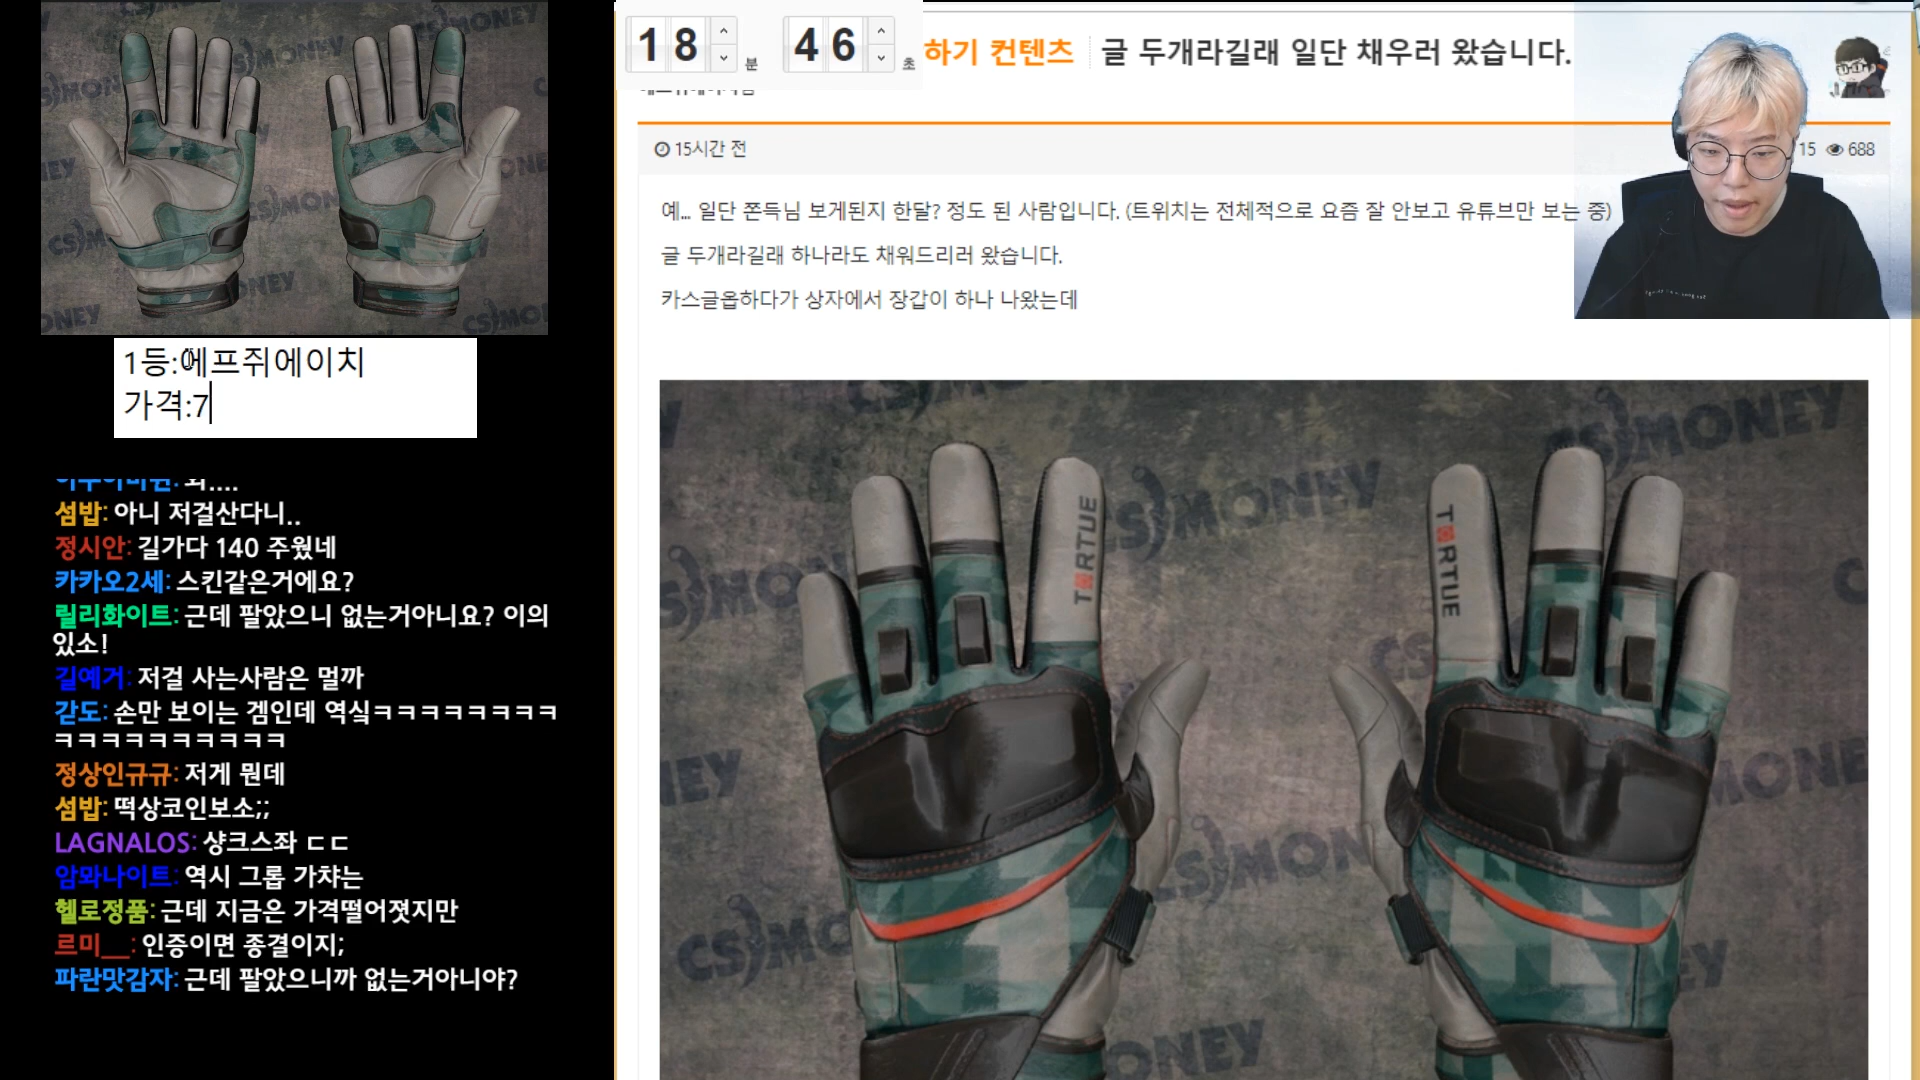 18 분 46 초
하기 컨텐츠 글 두개라길래 일단 채우러 왔습니다.
15시간 전
15 688
예... 일단 쫀득님 보게된지 한달? 정도 된 사람입니다. (트위치는 전체적으로 요즘 잘 안보고 유튜브만 보는 중)
글 두개라길래 하나라도 채워드리러 왔습니다.
카스글옵하다가 상자에서 장갑이 하나 나왔는데
CS MONEY
TORTUE
TORTUE
1등:에프쥐에이치
가격:7
섬밥: 아니 저걸산다니..
정시안: 길가다 140 주웠네
카카오2세: 스킨같은거에요?
릴리화이트: 근데 팔았으니 없는거아니요? 이의
있소!
길예거: 저걸 사는사람은 멀까
갇도: 손만 보이는 겜인데 역싴ㅋㅋㅋㅋㅋㅋㅋㅋ
ㅋㅋㅋㅋㅋㅋㅋㅋㅋㅋ
정상인규규: 저게 뭔데
섬밥: 떡상코인보소;;
LAGNALOS: 샹크스좌 ㄷㄷ
암뫄나이트: 역시 그롭 가챠는
헬로정품: 근데 지금은 가격떨어졋지만
르미__: 인증이면 종결이지;
파란맛감자: 근데 팔았으니까 없는거아니야?